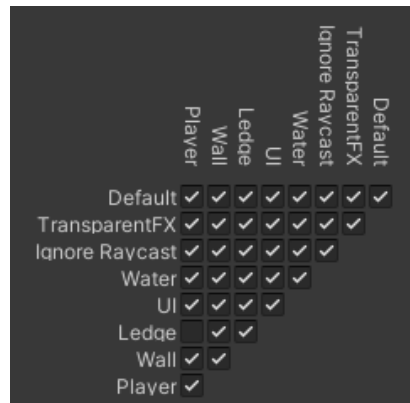 Player
Wall
Ledge
UI
Water
Ignore Raycast
TransparentFX
Default
Default
TransparentFX
Ignore Raycast
Water
UI
Ledge
Wall
Player